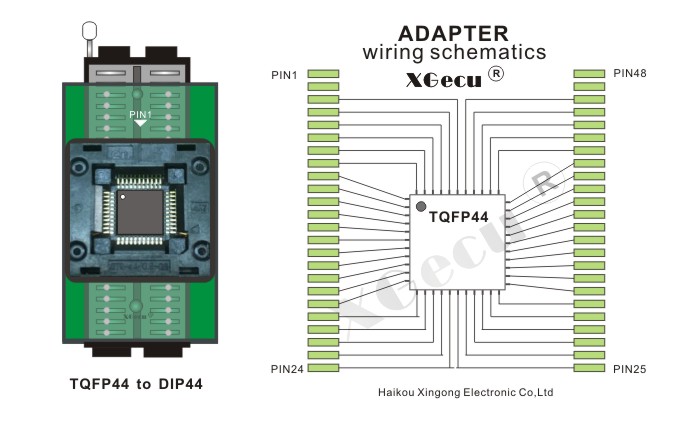 ADAPTER
wiring schematics
XGecu ®
PIN1
PIN48
PIN1
TQFP44
XGecu ®
PIN24
PIN25
TQFP44 to DIP44
Haikou Xingong Electronic Co,Ltd